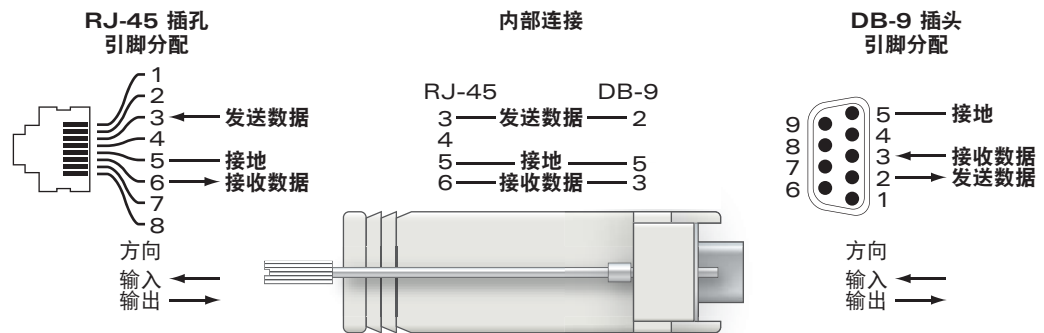 RJ-45 插孔
引脚分配
1
2
3 发送数据
4
5 接地
6 接收数据
7
8
方向
输入
输出
内部连接
RJ-45 DB-9
3 发送数据 2
4
5 接地 5
6 接收数据 3
DB-9 插头
引脚分配
5 接地
9
4
8
3 接收数据
7
2 发送数据
6
1
方向
输入
输出